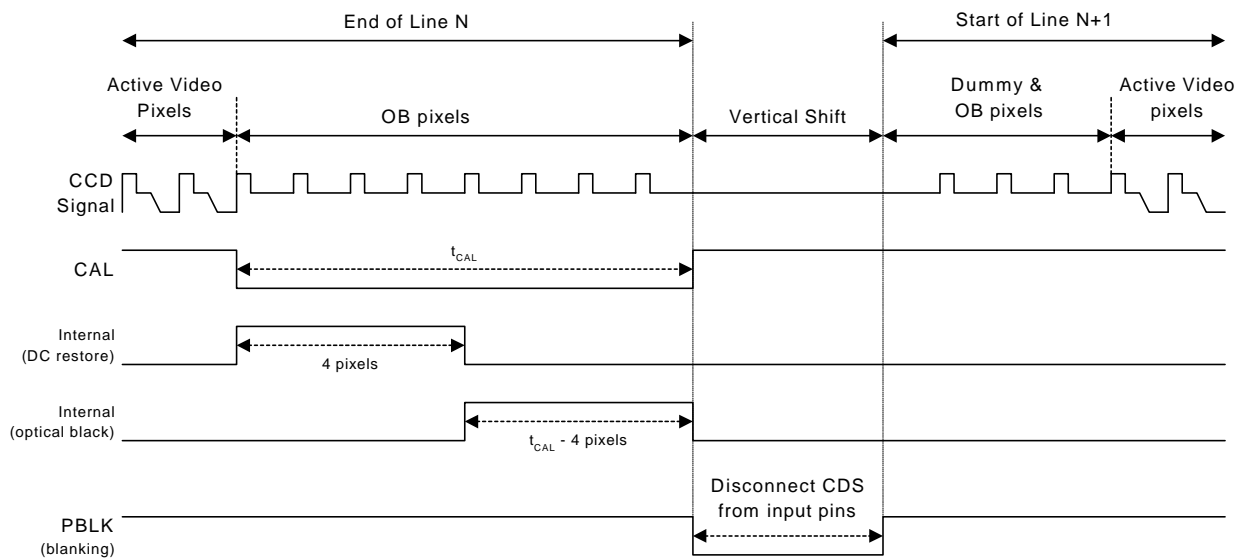 End of Line N
Start of Line N+1
Active Video
Pixels
OB pixels
Vertical Shift
Dummy &
OB pixels
Active Video
pixels
CCD
Signal
CAL
tCAL
Internal
(DC restore)
4 pixels
Internal
(optical black)
tCAL - 4 pixels
Disconnect CDS
from input pins
PBLK
(blanking)